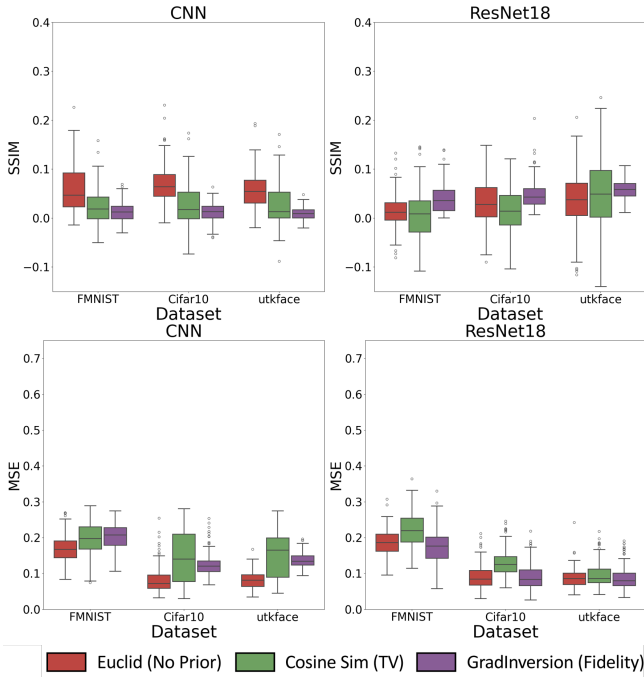 CNN
SSIM
0.4
0.3
0.2
0.1
0.0
−0.1
FMNIST Cifar10 utkface
Dataset
ResNet18
SSIM
0.4
0.3
0.2
0.1
0.0
−0.1
FMNIST Cifar10 utkface
Dataset
CNN
MSE
0.7
0.6
0.5
0.4
0.3
0.2
0.1
0.0
FMNIST Cifar10 utkface
Dataset
ResNet18
MSE
0.7
0.6
0.5
0.4
0.3
0.2
0.1
0.0
FMNIST Cifar10 utkface
Dataset
Euclid (No Prior) Cosine Sim (TV) GradInversion (Fidelity)